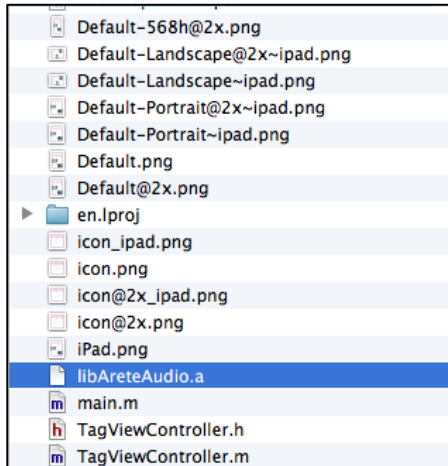 Default-568h@2x.png
Default-Landscape@2x~ipad.png
Default-Landscape~ipad.png
Default-Portrait@2x~ipad.png
Default-Portrait~ipad.png
Default.png
Default@2x.png
en.lproj
icon_ipad.png
icon.png
icon@2x_ipad.png
icon@2x.png
iPad.png
libAreteAudio.a
m main.m
h TagViewController.h
m TagViewController.m